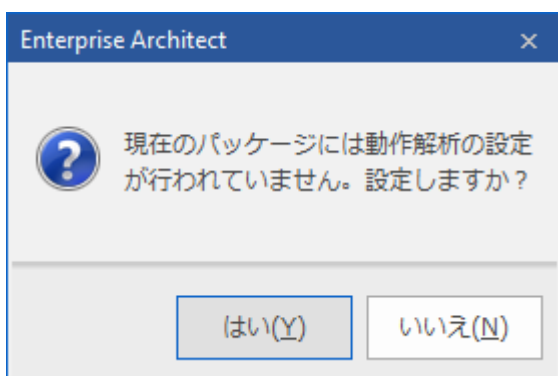 Enterprise Architect
現在のパッケージには動作解析の設定
が行われていません。設定しますか？
はい(Y)
いいえ(N)